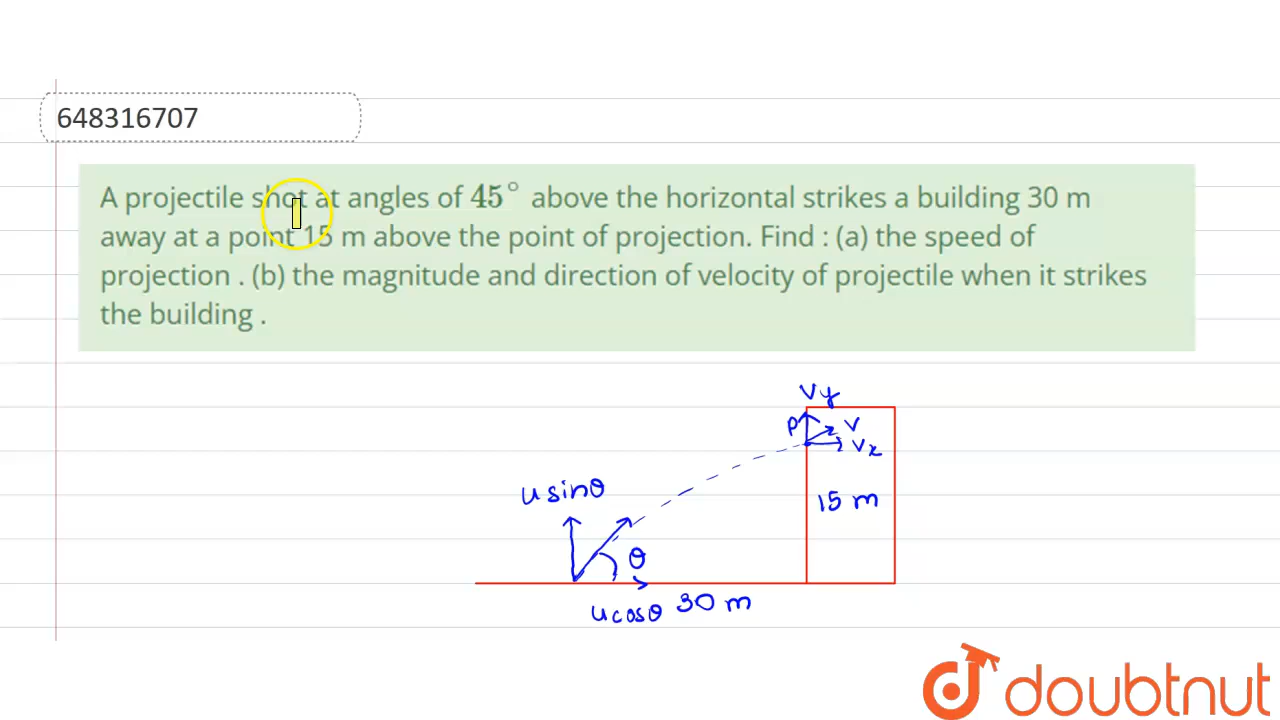 648316707
A projectile shot at angles of 45° above the horizontal strikes a building 30 m
away at a point 15 m above the point of projection. Find : (a) the speed of
projection . (b) the magnitude and direction of velocity of projectile when it strikes
the building .
Vy
P
V
Vx
u sinθ
15 m
θ
u cosθ
30 m
doubtnut